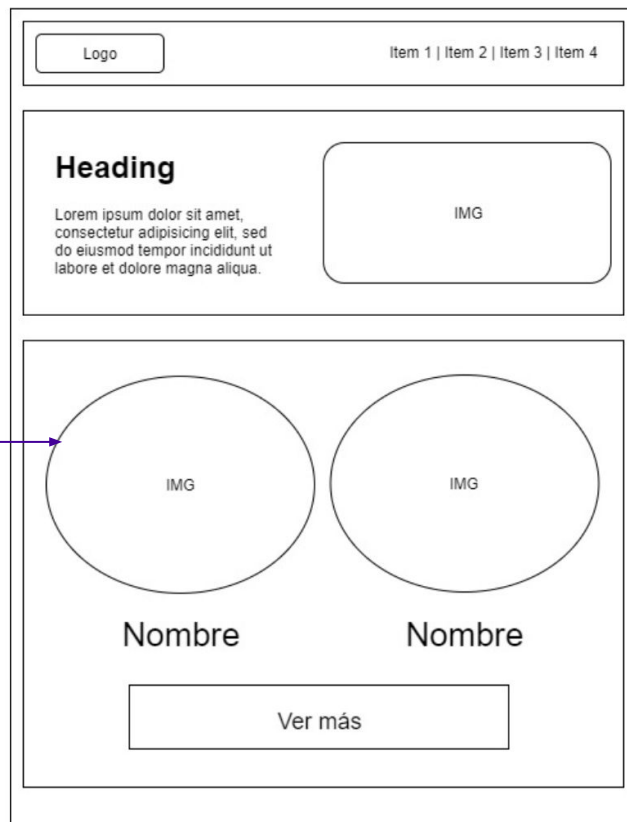 Logo
Item 1 | Item 2 | Item 3 | Item 4
Heading
Lorem ipsum dolor sit amet,
consectetur adipisicing elit, sed
do eiusmod tempor incididunt ut
labore et dolore magna aliqua.
IMG
IMG
IMG
Nombre
Nombre
Ver más